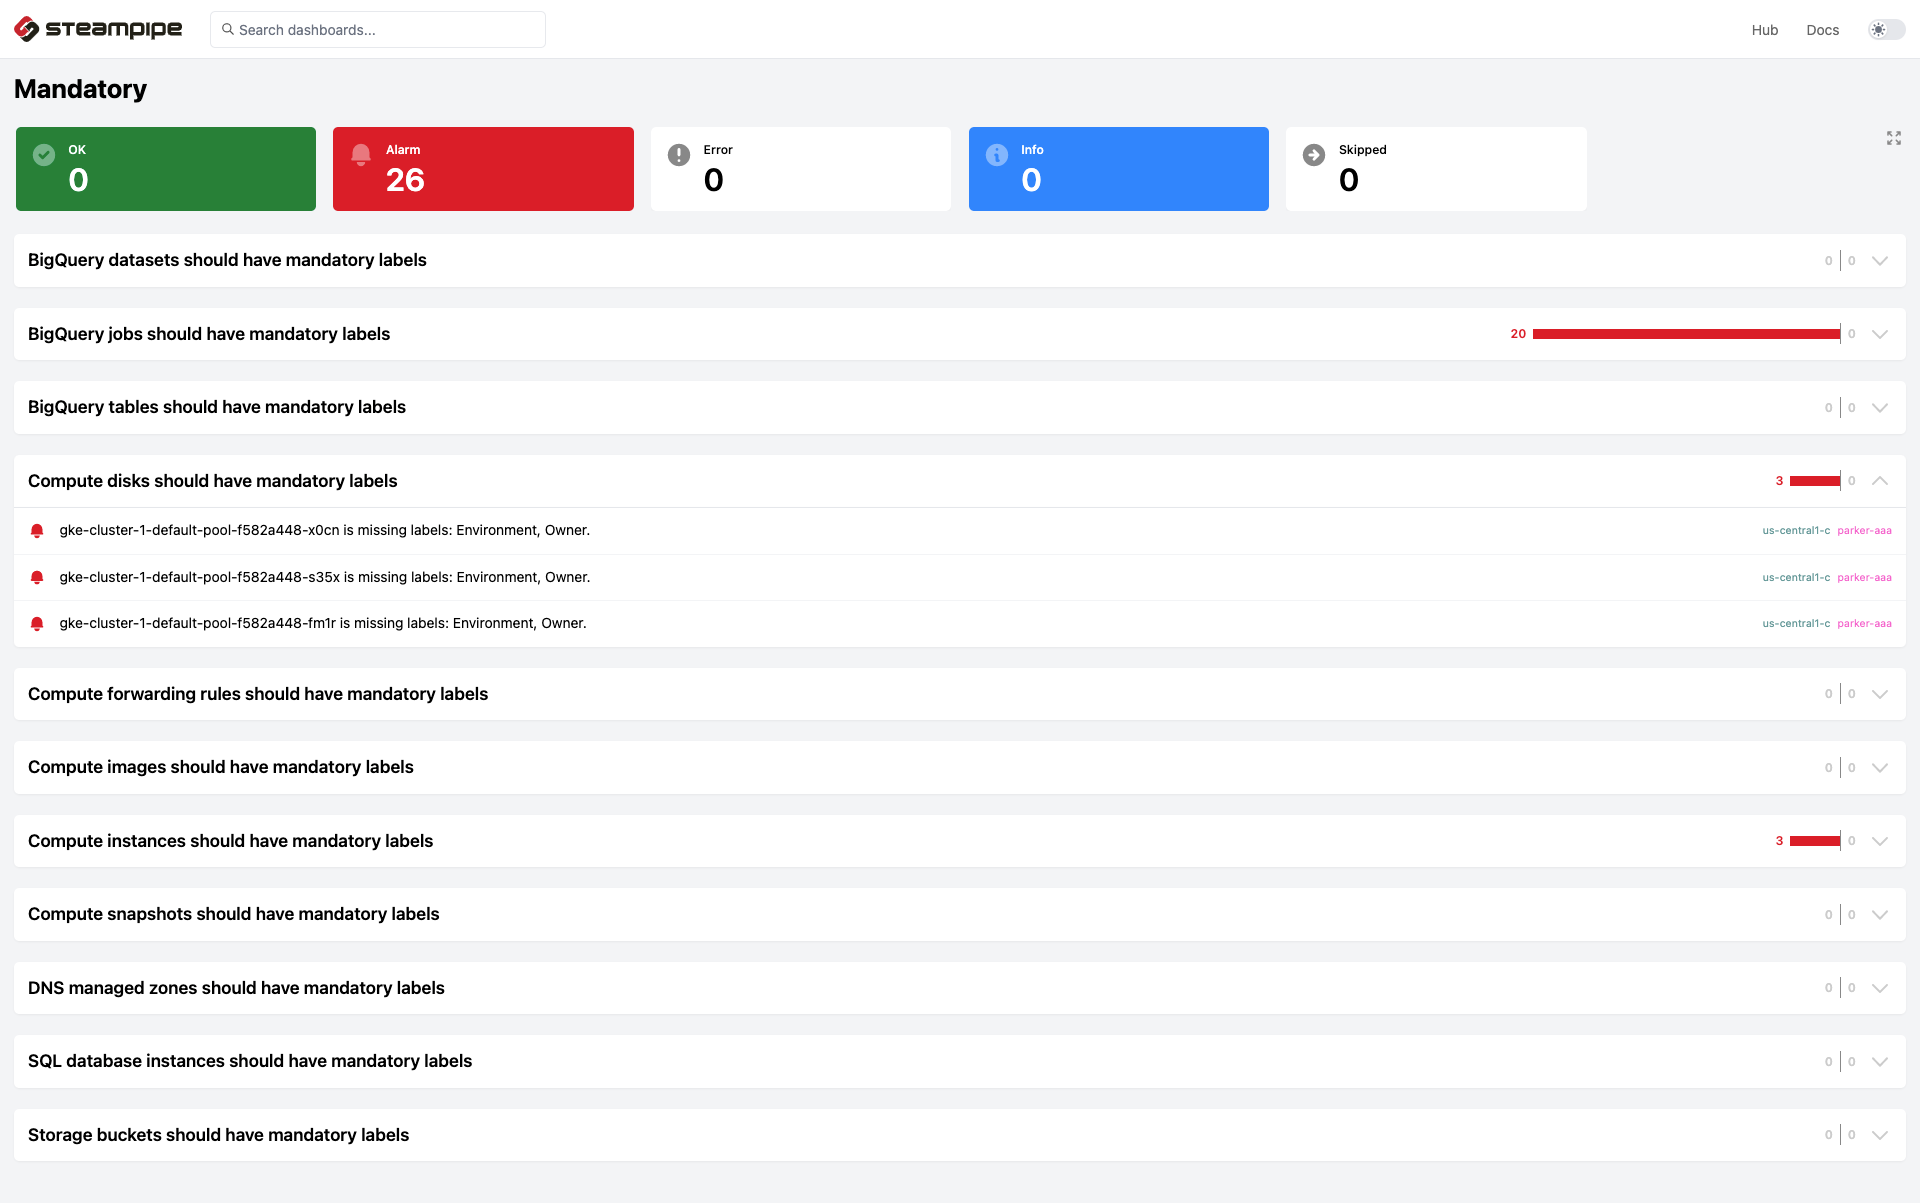 steampipe
Search dashboards...
Hub
Docs
Mandatory
OK
0
Alarm
26
Error
0
Info
0
Skipped
0
BigQuery datasets should have mandatory labels
0 0
BigQuery jobs should have mandatory labels
20 0
BigQuery tables should have mandatory labels
0 0
Compute disks should have mandatory labels
3 0
gke-cluster-1-default-pool-f582a448-x0cn is missing labels: Environment, Owner.
us-central1-c parker-aaa
gke-cluster-1-default-pool-f582a448-s35x is missing labels: Environment, Owner.
us-central1-c parker-aaa
gke-cluster-1-default-pool-f582a448-fm1r is missing labels: Environment, Owner.
us-central1-c parker-aaa
Compute forwarding rules should have mandatory labels
0 0
Compute images should have mandatory labels
0 0
Compute instances should have mandatory labels
3 0
Compute snapshots should have mandatory labels
0 0
DNS managed zones should have mandatory labels
0 0
SQL database instances should have mandatory labels
0 0
Storage buckets should have mandatory labels
0 0